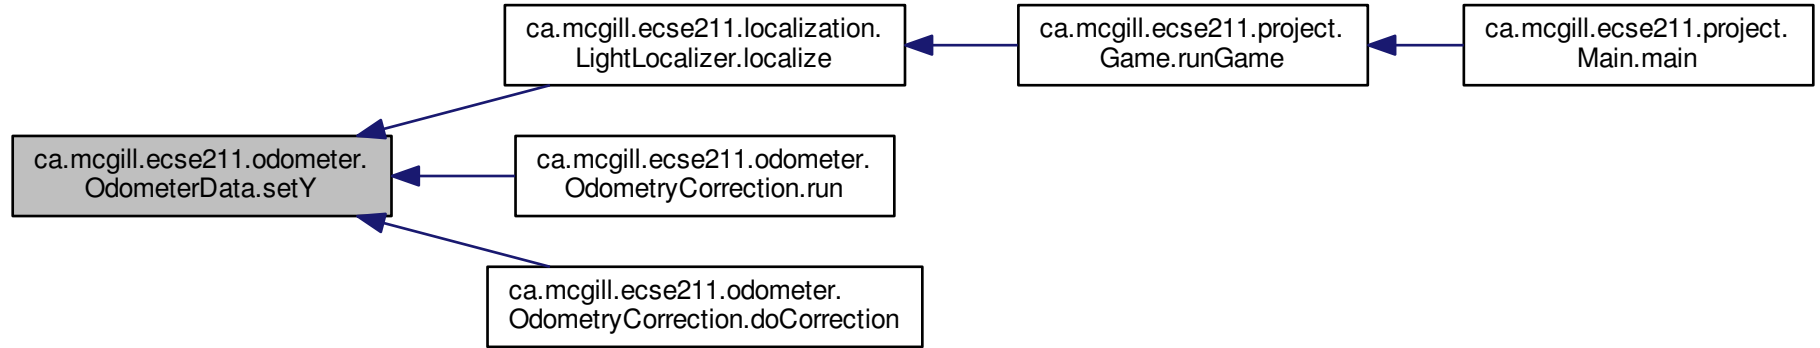 ca.mcgill.ecse211.localization.
LightLocalizer.localize
ca.mcgill.ecse211.project.
Game.runGame
ca.mcgill.ecse211.project.
Main.main
ca.mcgill.ecse211.odometer.
OdometerData.setY
ca.mcgill.ecse211.odometer.
OdometryCorrection.run
ca.mcgill.ecse211.odometer.
OdometryCorrection.doCorrection